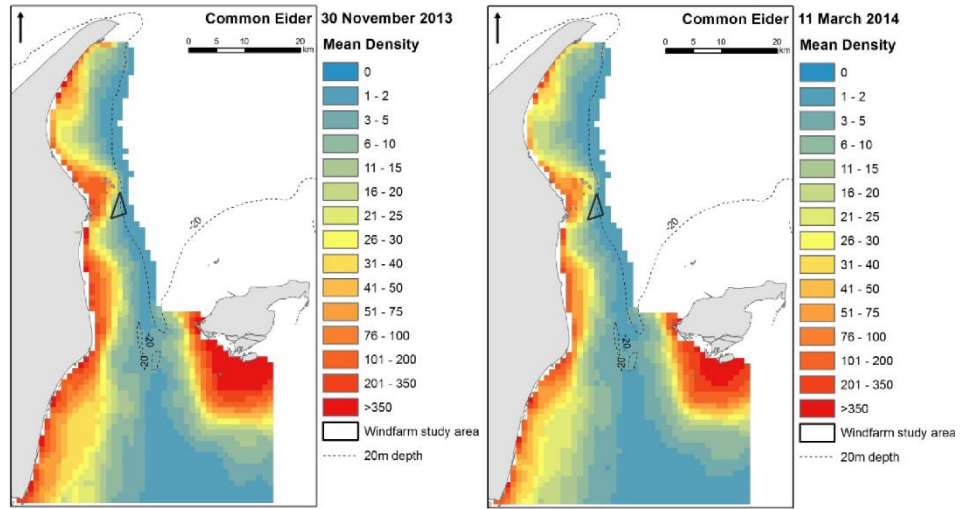 Common Eider
0 5 10 20
km
-20
-20
-20
30 November 2013
Mean Density
0
1 - 2
3 - 5
6 - 10
11 - 15
16 - 20
21 - 25
26 - 30
31 - 40
41 - 50
51 - 75
76 - 100
101 - 200
201 - 350
>350
Windfarm study area
20m depth
Common Eider
0 5 10 20
km
-20
-20
-20
11 March 2014
Mean Density
0
1 - 2
3 - 5
6 - 10
11 - 15
16 - 20
21 - 25
26 - 30
31 - 40
41 - 50
51 - 75
76 - 100
101 - 200
201 - 350
>350
Windfarm study area
20m depth